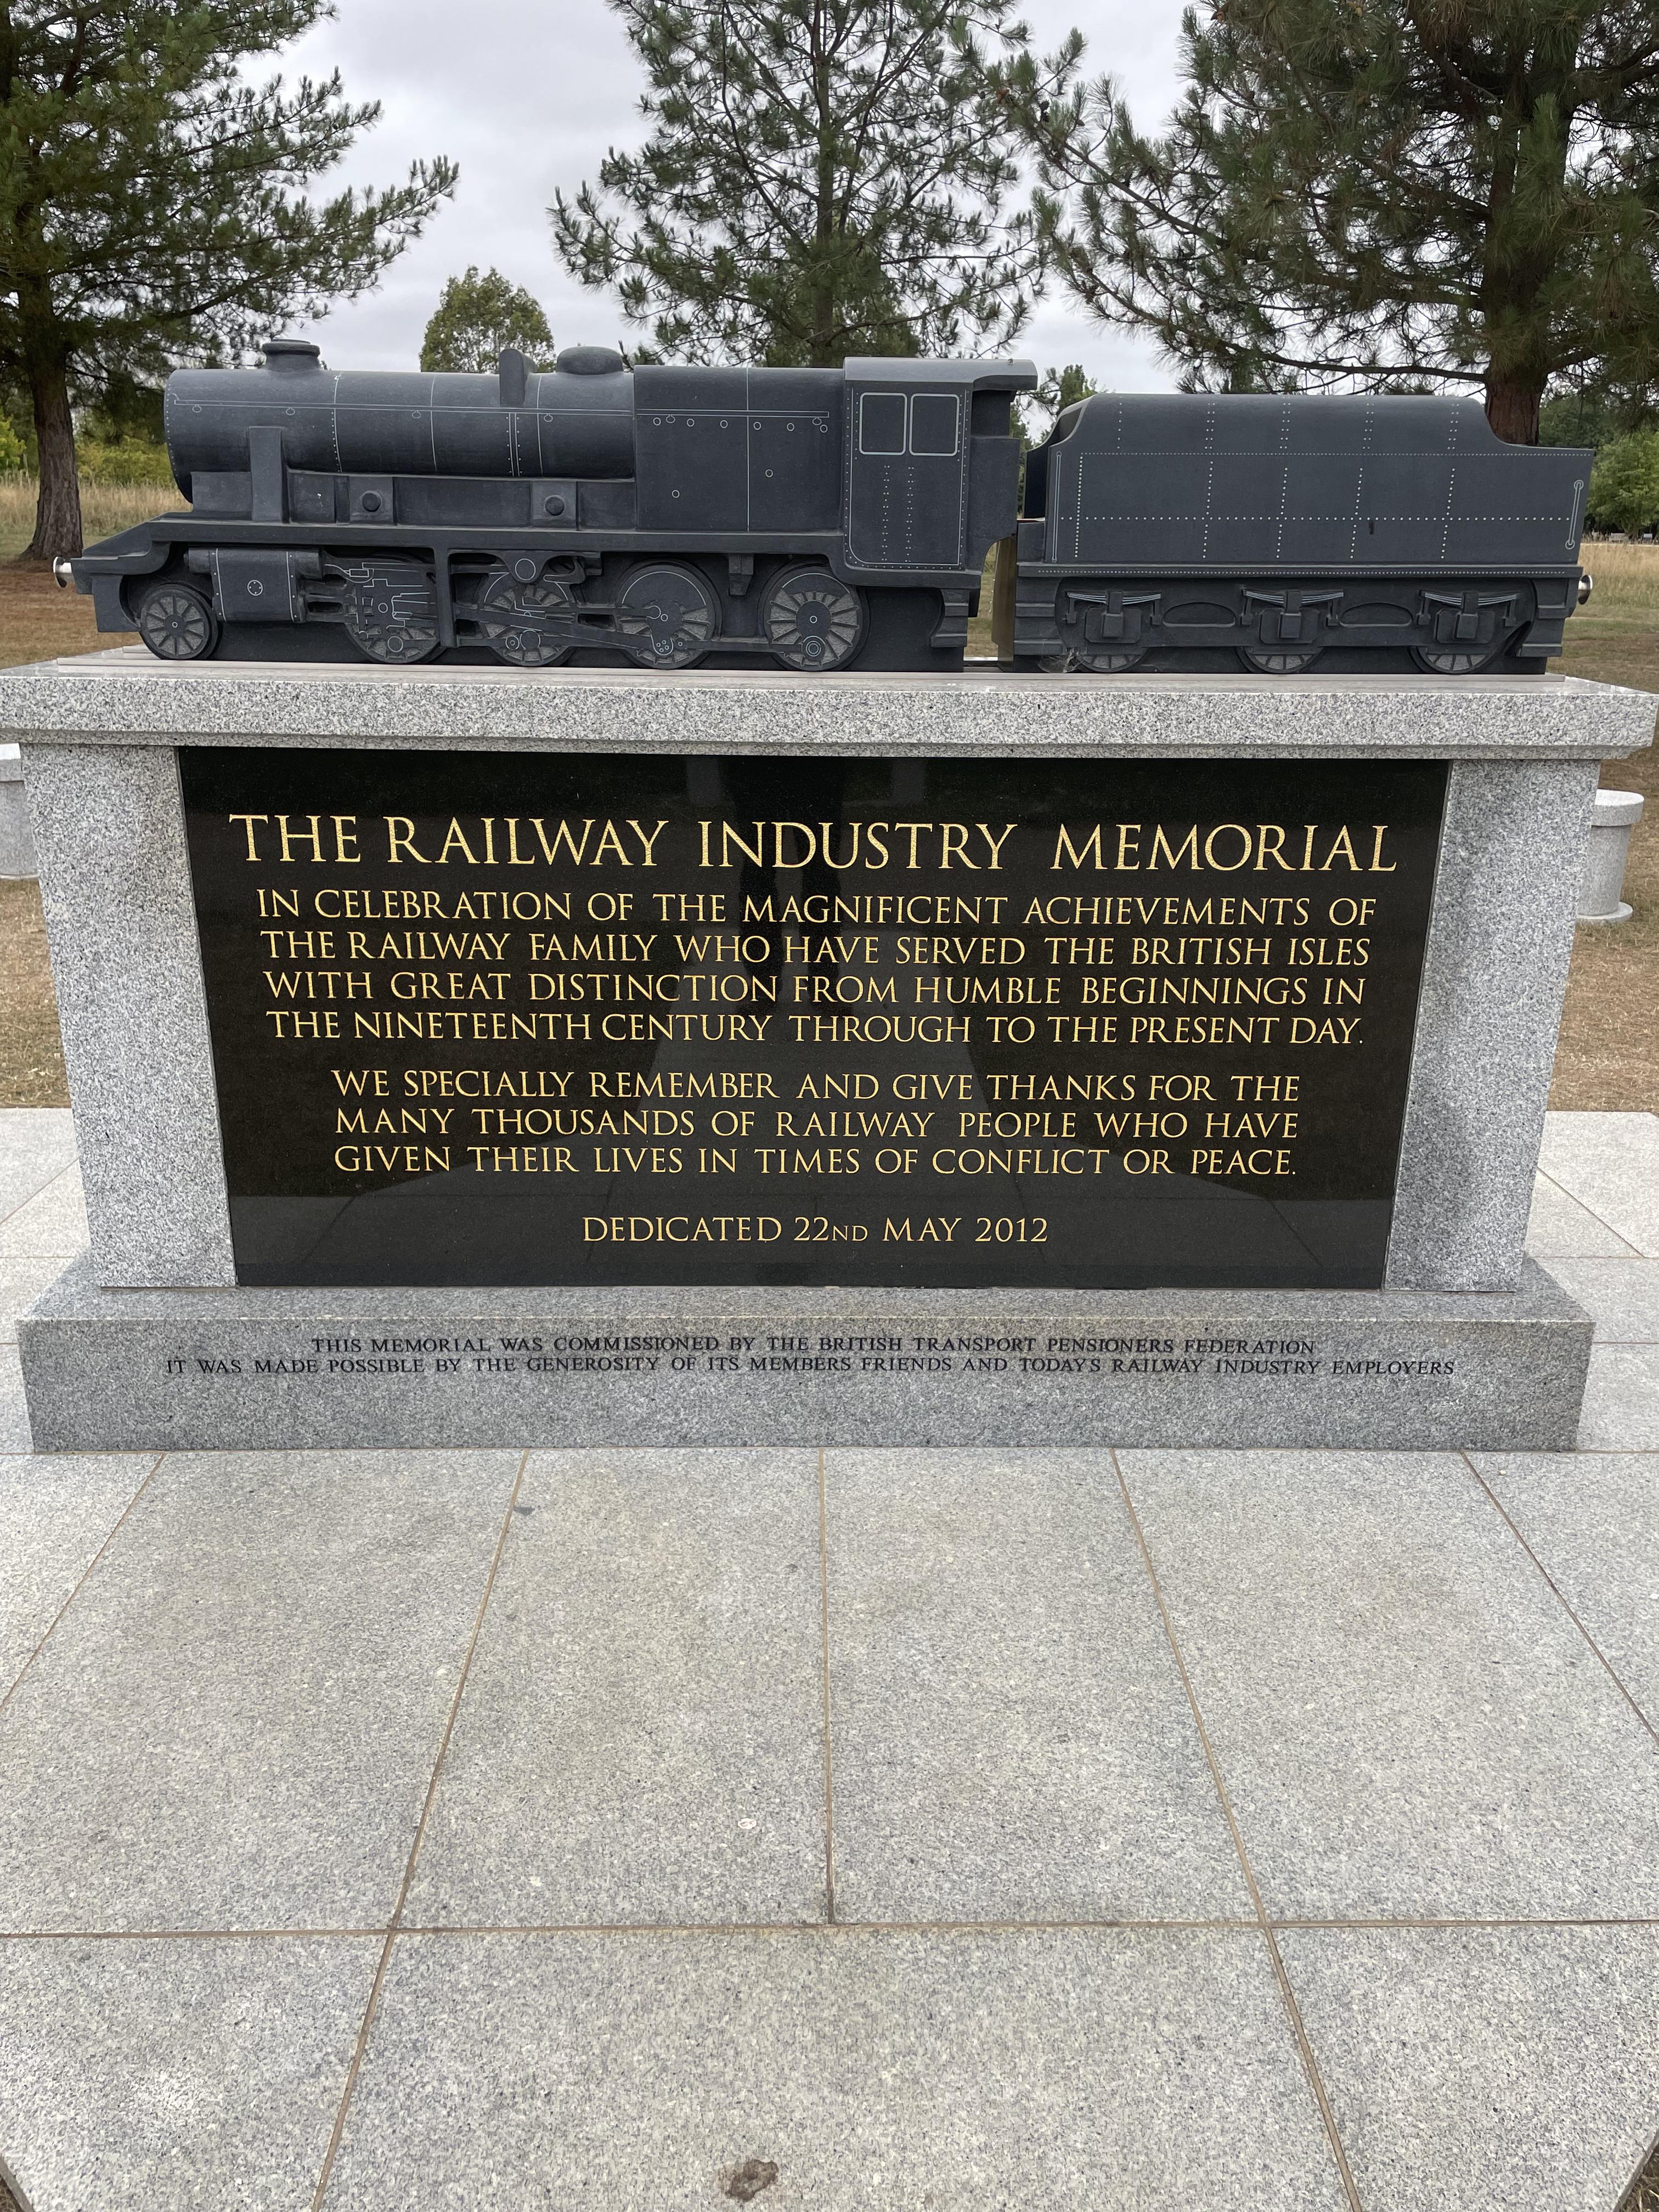 THE RAILWAY INDUSTRY MEMORIAL
IN CELEBRATION OF THE MAGNIFICENT ACHIEVEMENTS OF
THE RAILWAY FAMILY WHO HAVE SERVED THE BRITISH ISLES
WITH GREAT DISTINCTION FROM HUMBLE BEGINNINGS IN
THE NINETEENTH CENTURY THROUGH TO THE PRESENT DAY.
WE SPECIALLY REMEMBER AND GIVE THANKS FOR THE
MANY THOUSANDS OF RAILWAY PEOPLE WHO HAVE
GIVEN THEIR LIVES IN TIMES OF CONFLICT OR PEACE.
DEDICATED 22ND MAY 2012
THIS MEMORIAL WAS COMMISSIONED BY THE BRITISH TRANSPORT PENSIONERS FEDERATION
IT WAS MADE POSSIBLE BY THE GENEROSITY OF ITS MEMBERS FRIENDS AND TODAYS RAILWAY INDUSTRY EMPLOYERS